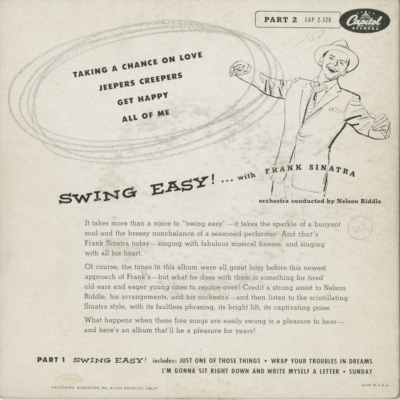 PART 2 EAP 2-528
Capitol
RECORDS
TAKING A CHANCE ON LOVE
JEEPERS CREEPERS
GET HAPPY
ALL OF ME
SWING EASY! ... with FRANK SINATRA
orchestra conducted by Nelson Riddle
It takes more than a voice to "swing easy"—it takes the sparkle of a buoyant
soul and the breezy nonchalance of a seasoned performer. And that's
Frank Sinatra today—singing with fabulous musical finesse, and singing
with all his heart.
Of course, the tunes in this album were all great long before this newest
approach of Frank's—but what he does with them is something for tired
old ears and eager young ones to rejoice over! Credit a strong assist to Nelson
Riddle, his arrangements, and his orchestra—and then listen to the scintillating
Sinatra style, with its faultless phrasing, its bright lilt, its captivating poise
What happens when these fine songs are easily swung is a pleasure to hear—
and here's an album that'll be a pleasure for years!
PART 1 SWING EASY! includes: JUST ONE OF THOSE THINGS • WRAP YOUR TROUBLES IN DREAMS
I'M GONNA SIT RIGHT DOWN AND WRITE MYSELF A LETTER • SUNDAY
FACTORIES: SCRANTON, PA. & LOS ANGELES, CALIF.